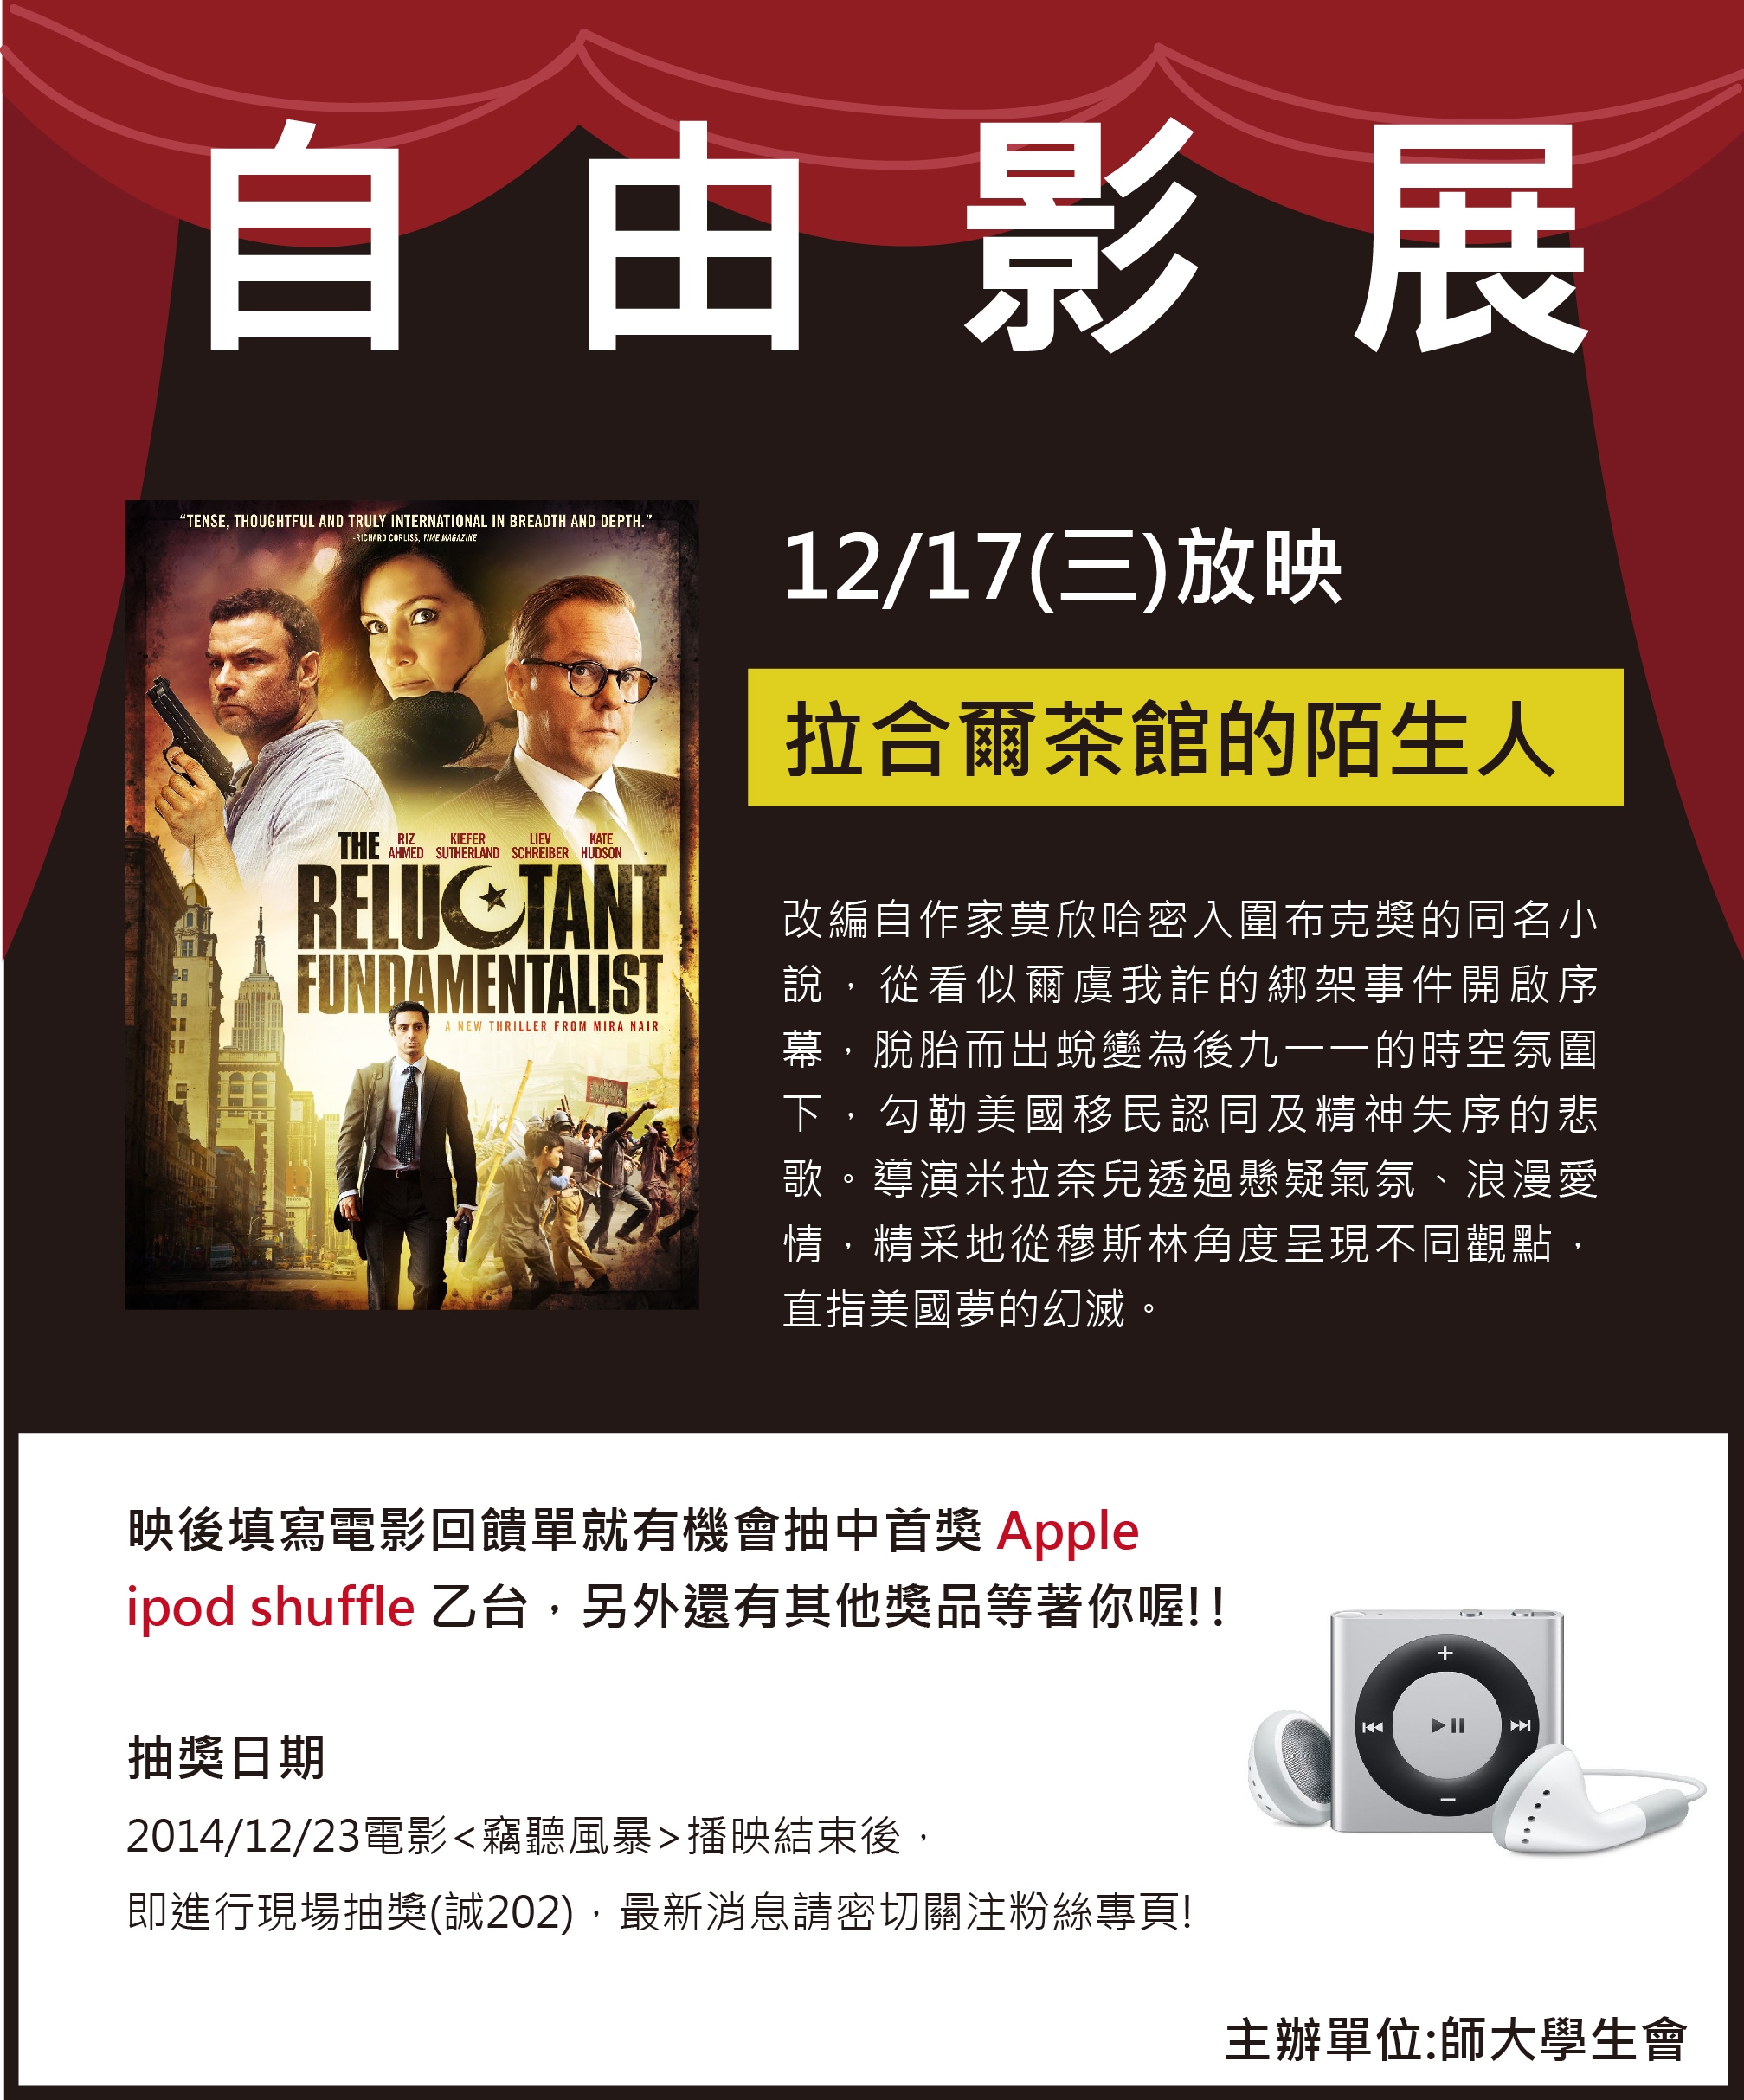 自由影展
“TENSE, THOUGHTFUL AND TRULY INTERNATIONAL IN BREADTH AND DEPTH.”
-RICHARD CORLISS, TIME MAGAZINE
THE RIZ AHMED KIEFER SUTHERLAND LIEV SCHREIBER KATE HUDSON
RELUCTANT
FUNDAMENTALIST
A NEW THRILLER FROM MIRA NAIR
12/17(三)放映
拉合爾茶館的陌生人
改編自作家莫欣哈密入圍布克獎的同名小
說，從看似爾虞我詐的綁架事件開啟序
幕，脫胎而出蛻變為後九一一的時空氛圍
下，勾勒美國移民認同及精神失序的悲
歌。導演米拉奈兒透過懸疑氣氛、浪漫愛
情，精采地從穆斯林角度呈現不同觀點，
直指美國夢的幻滅。
映後填寫電影回饋單就有機會抽中首獎 Apple
ipod shuffle 乙台，另外還有其他獎品等著你喔!!
抽獎日期
2014/12/23電影<竊聽風暴>播映結束後，
即進行現場抽獎(誠202)，最新消息請密切關注粉絲專頁!
主辦單位:師大學生會